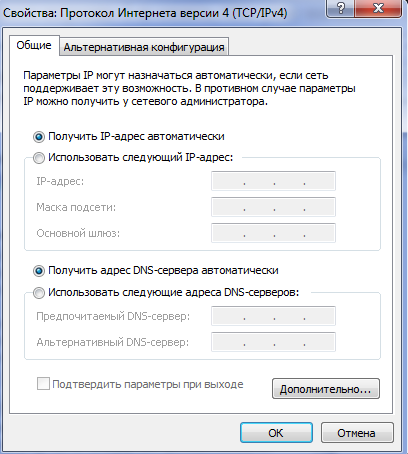 Свойства: Протокол Интернета версии 4 (TCP/IPv4)
Общие
Альтернативная конфигурация
Параметры IP могут назначаться автоматически, если сеть
поддерживает эту возможность. В противном случае параметры
IP можно получить у сетевого администратора.
Получить IP-адрес автоматически
Использовать следующий IP-адрес:
IP-адрес:
Маска подсети:
Основной шлюз:
Получить адрес DNS-сервера автоматически
Использовать следующие адреса DNS-серверов:
Предпочитаемый DNS-сервер:
Альтернативный DNS-сервер:
Подтвердить параметры при выходе
Дополнительно...
ОК
Отмена